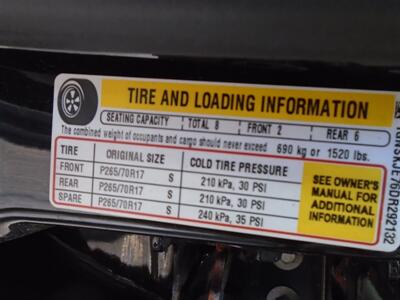 TIRE AND LOADING INFORMATION
SEATING CAPACITY TOTAL 8 FRONT 2 REAR 6
The combined weight of occupants and cargo should never exceed 690 kg or 1520 lbs.
TIRE ORIGINAL SIZE COLD TIRE PRESSURE
FRONT P265/70R17 S 210 kPa, 30 PSI
REAR P265/70R17 S 210 kPa, 30 PSI
SPARE P265/70R17 S 240 kPa, 35 PSI
SEE OWNER'S
MANUAL FOR
ADDITIONAL
INFORMATION